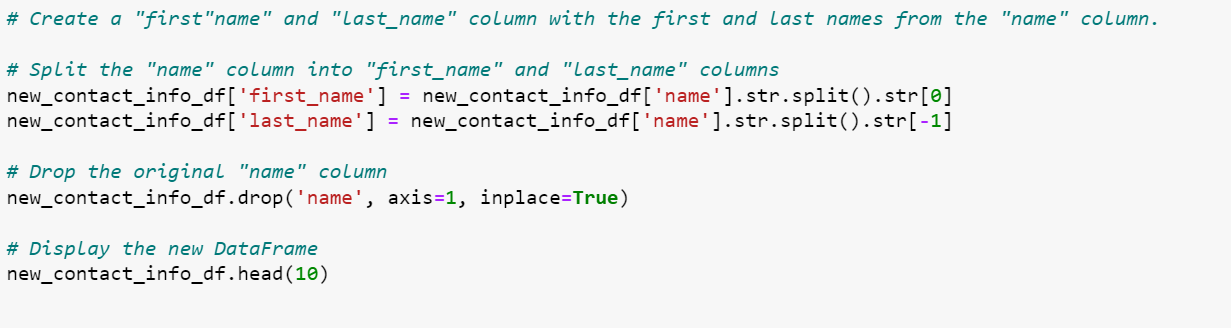 # Create a "first"name" and "last_name" column with the first and last names from the "name" column.
# Split the "name" column into "first_name" and "last_name" columns
new_contact_info_df['first_name'] = new_contact_info_df['name'].str.split().str[0]
new_contact_info_df['last_name'] = new_contact_info_df['name'].str.split().str[-1]
# Drop the original "name" column
new_contact_info_df.drop('name', axis=1, inplace=True)
# Display the new DataFrame
new_contact_info_df.head(10)